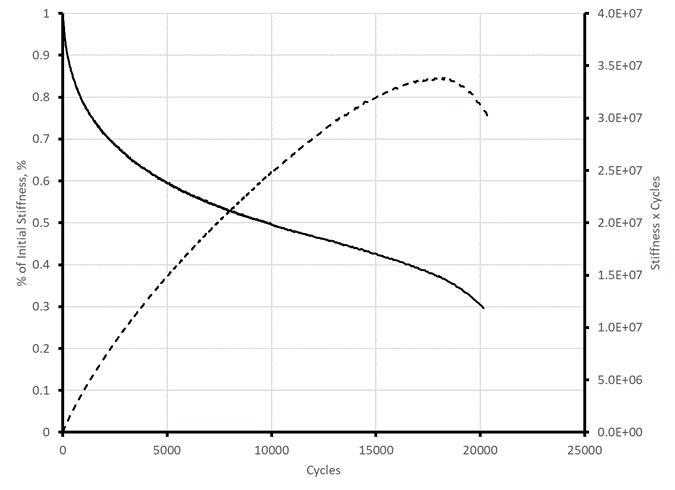 1
0.9
0.8
0.7
0.6
0.5
0.4
0.3
0.2
0.1
0
% of Initial Stiffness, %
4.0E+07
3.5E+07
3.0E+07
2.5E+07
2.0E+07
1.5E+07
1.0E+07
5.0E+06
0.0E+00
Stiffness x Cycles
0 5000 10000 15000 20000 25000
Cycles